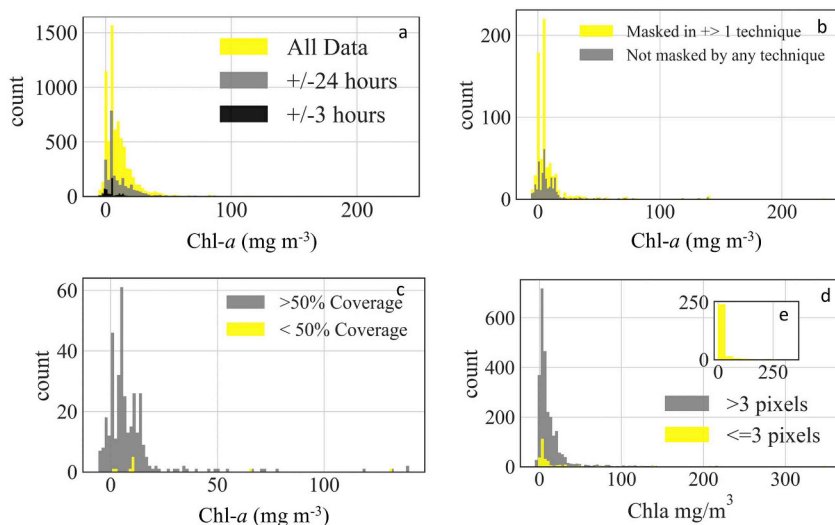 a
1500
1000
500
0
count
All Data
+/-24 hours
+/-3 hours
0
100
200
Chl-a (mg m⁻³)
b
200
100
0
count
Masked in +> 1 technique
Not masked by any technique
0
100
200
Chl-a (mg m⁻³)
c
60
40
20
0
count
>50% Coverage
< 50% Coverage
0
50
100
Chl-a (mg m⁻³)
d
600
400
200
0
count
e
250
0
0
250
>3 pixels
<=3 pixels
0
100
200
300
Chla mg/m³